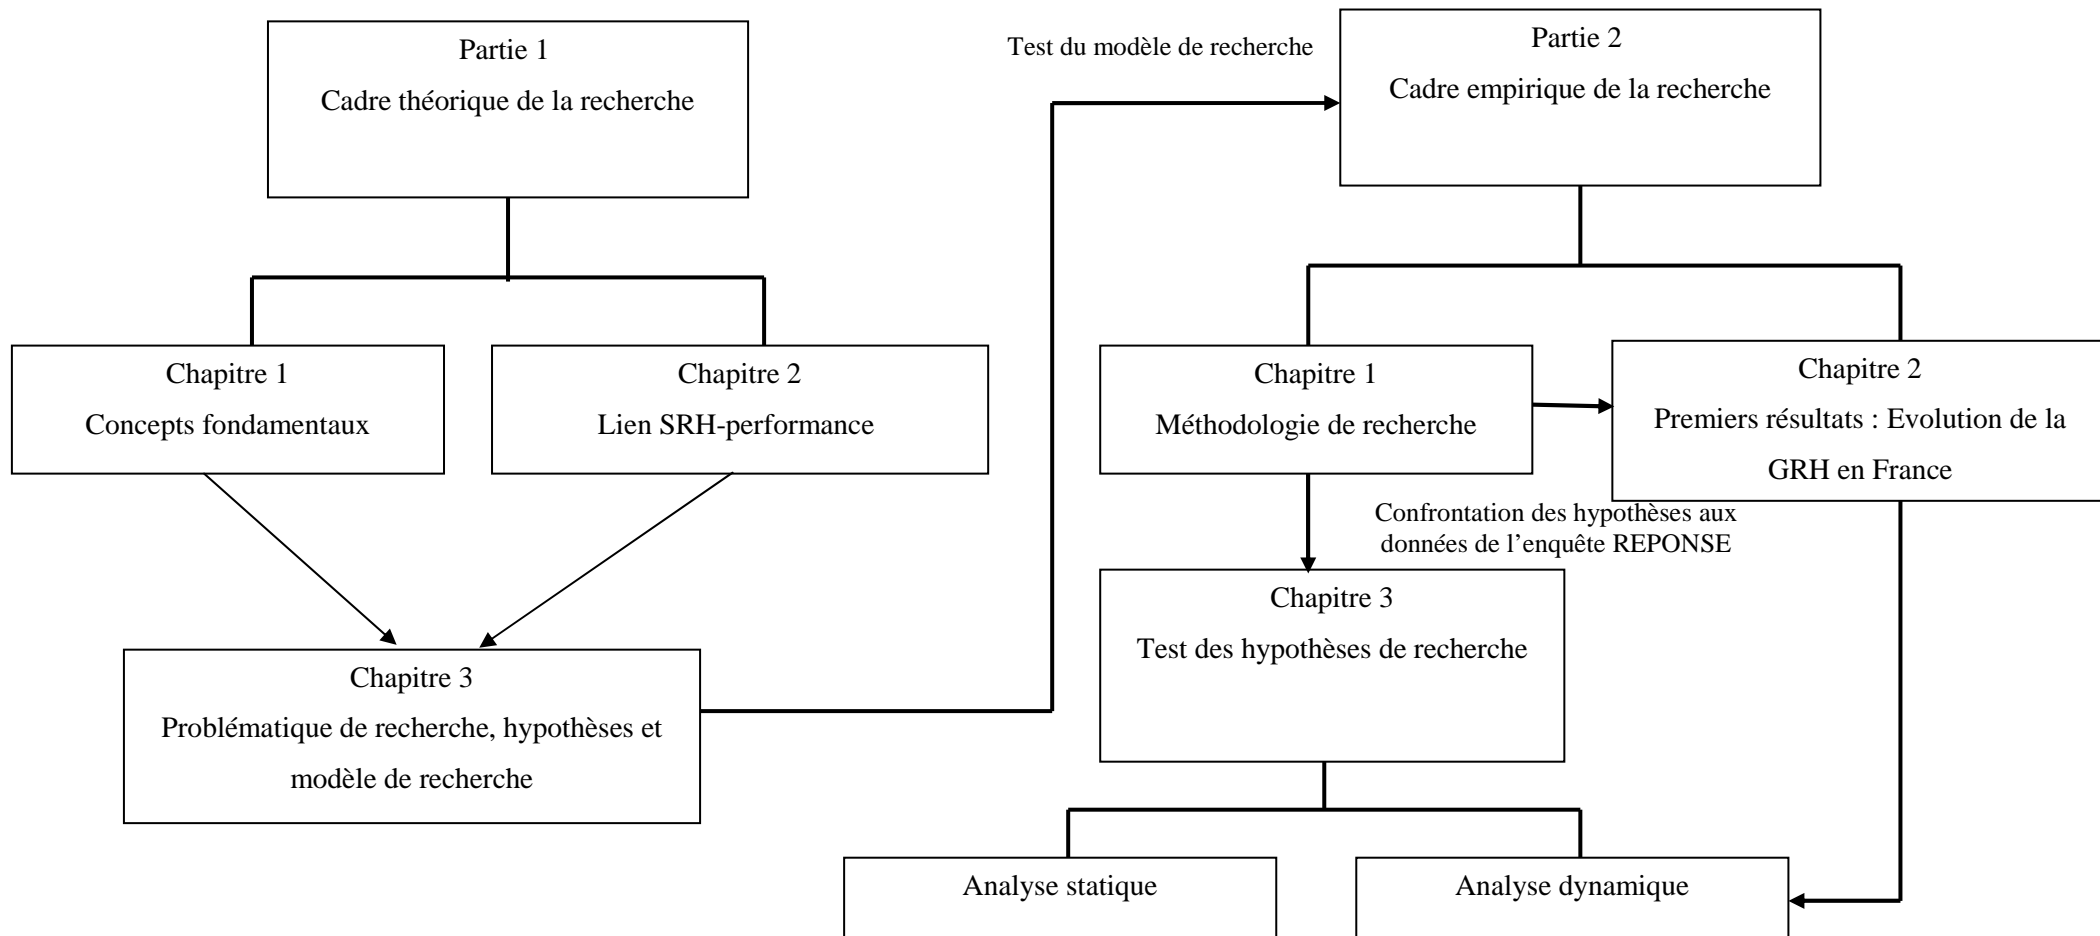 Partie 1
Cadre théorique de la recherche
Chapitre 1
Concepts fondamentaux
Chapitre 2
Lien SRH-performance
Chapitre 3
Problématique de recherche, hypothèses et
modèle de recherche
Test du modèle de recherche
Partie 2
Cadre empirique de la recherche
Chapitre 1
Méthodologie de recherche
Chapitre 2
Premiers résultats : Evolution de la
GRH en France
Confrontation des hypothèses aux
données de l’enquête REPONSE
Chapitre 3
Test des hypothèses de recherche
Analyse statique
Analyse dynamique